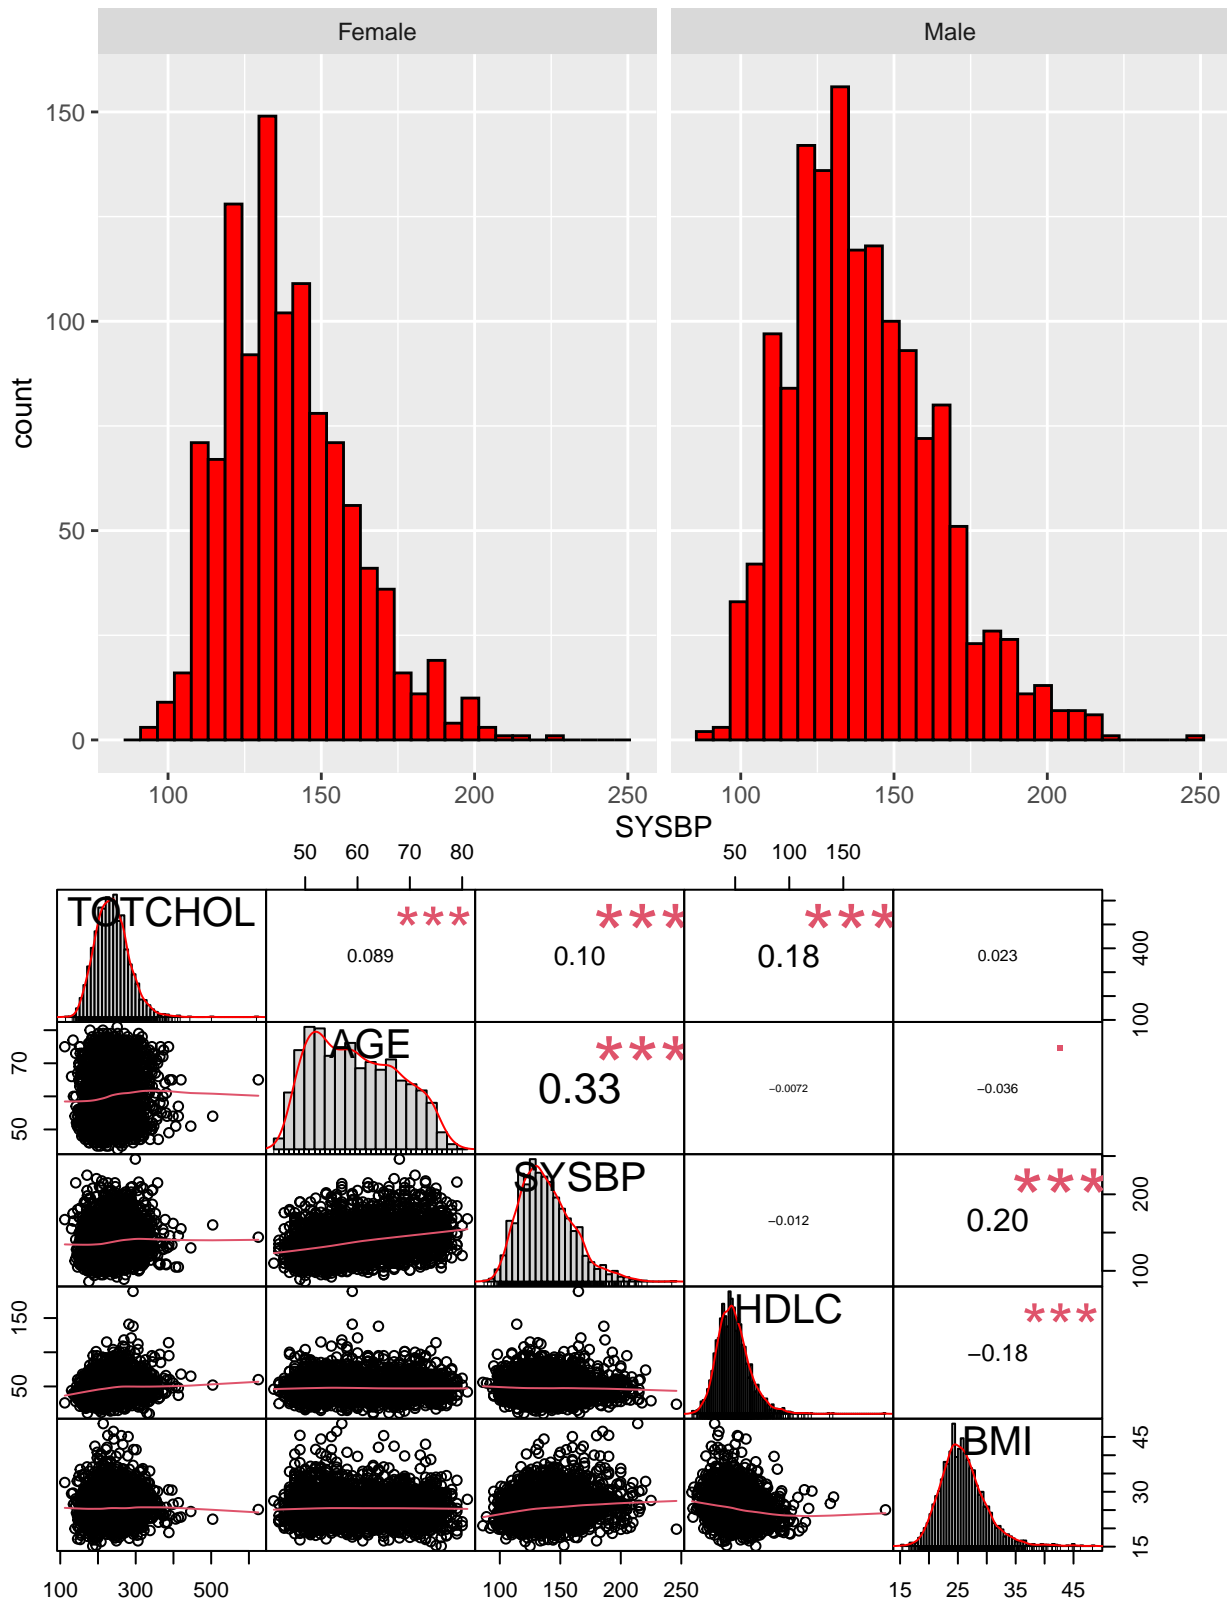 Female Male
150
100
50
0
count
100 150 200 250 100 150 200 250
SYSBP
50 60 70 80 50 100 150
TOTCHOL *** 0.089 *** 0.10 *** 0.18 0.023 100 400
50 70 AGE *** 0.33 −0.0072 . −0.036
SYSBP −0.012 *** 0.20 100 200
50 150 HDLC *** −0.18
BMI 15 30 45
100 300 500 100 150 200 250 15 25 35 45